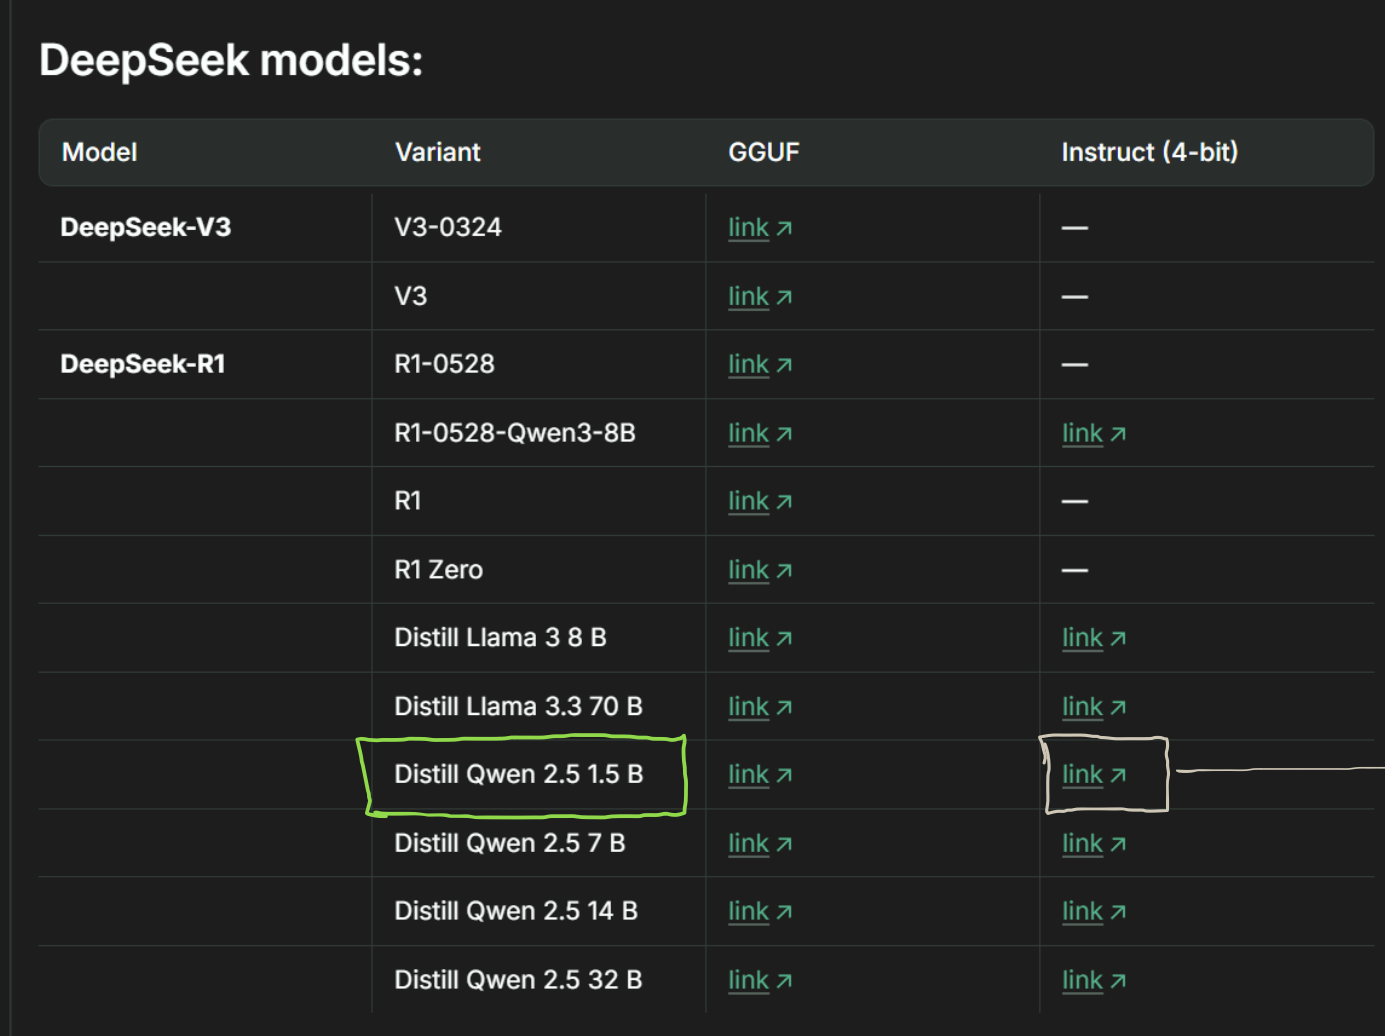 DeepSeek models:
Model Variant GGUF Instruct (4-bit)
DeepSeek-V3 V3-0324 link ↗ —
V3 link ↗ —
DeepSeek-R1 R1-0528 link ↗ —
R1-0528-Qwen3-8B link ↗ link ↗
R1 link ↗ —
R1 Zero link ↗ —
Distill Llama 3 8 B link ↗ link ↗
Distill Llama 3.3 70 B link ↗ link ↗
Distill Qwen 2.5 1.5 B link ↗ link ↗
Distill Qwen 2.5 7 B link ↗ link ↗
Distill Qwen 2.5 14 B link ↗ link ↗
Distill Qwen 2.5 32 B link ↗ link ↗